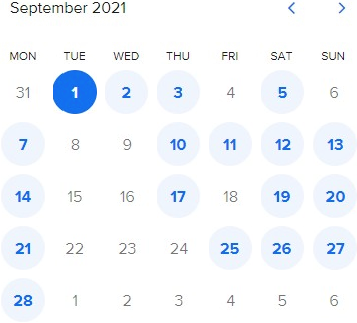 September 2021
MON TUE WED THU FRI SAT SUN
31 1 2 3 4 5 6
7 8 9 10 11 12 13
14 15 16 17 18 19 20
21 22 23 24 25 26 27
28 1 2 3 4 5 6